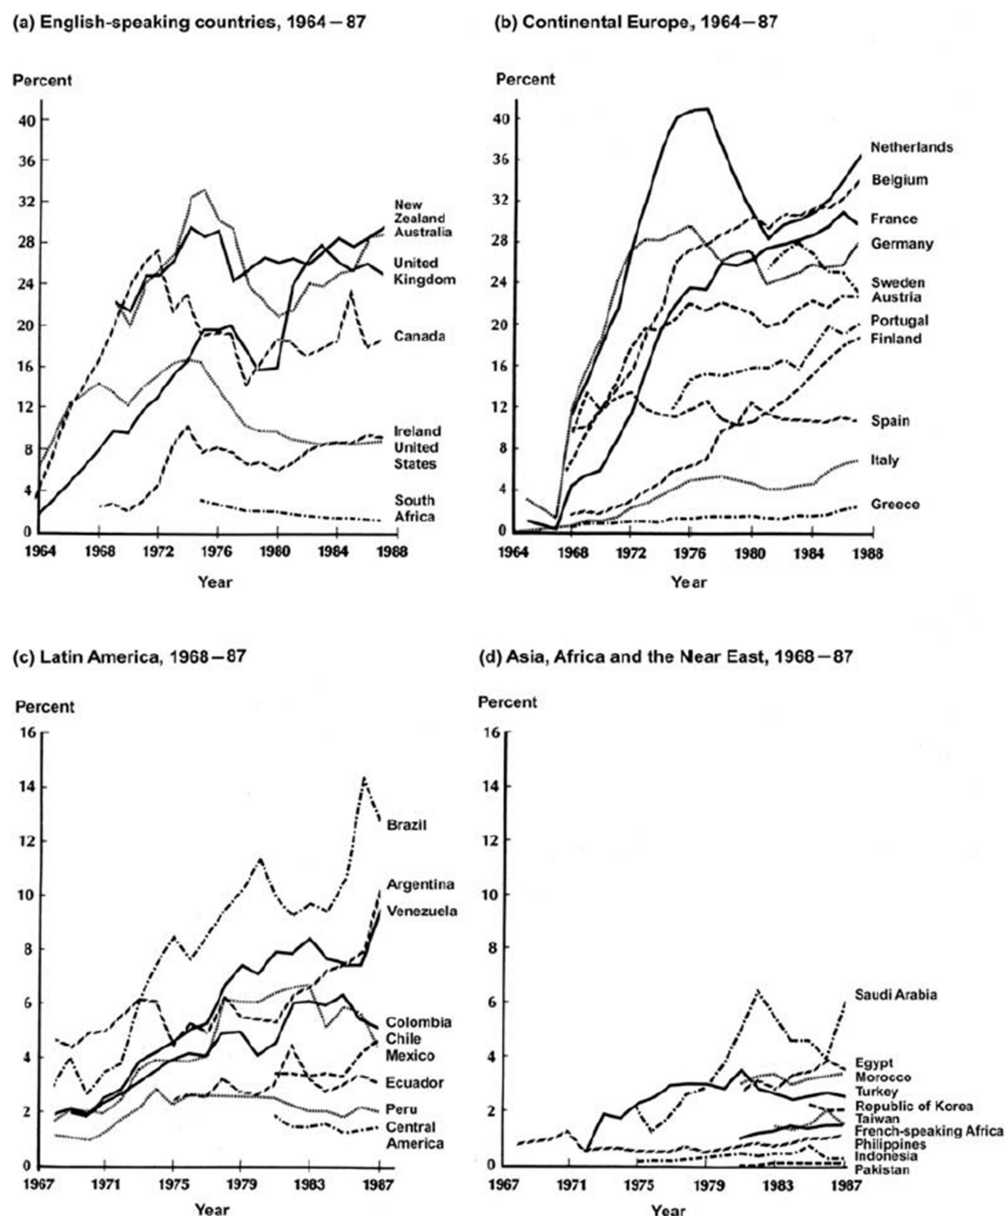 (a) English-speaking countries, 1964–87
Percent
40
36
32
28
24
20
16
12
8
4
0
1964
1968
1972
1976
1980
1984
1988
Year
New
Zealand
Australia
United
Kingdom
Canada
Ireland
United
States
South
Africa
(b) Continental Europe, 1964–87
Percent
40
36
32
28
24
20
16
12
8
4
0
1964
1968
1972
1976
1980
1984
1988
Year
Netherlands
Belgium
France
Germany
Sweden
Austria
Portugal
Finland
Spain
Italy
Greece
(c) Latin America, 1968–87
Percent
16
14
12
10
8
6
4
2
0
1967
1971
1975
1979
1983
1987
Year
Brazil
Argentina
Venezuela
Colombia
Chile
Mexico
Ecuador
Peru
Central
America
(d) Asia, Africa and the Near East, 1968–87
Percent
16
14
12
10
8
6
4
2
0
1967
1971
1975
1979
1983
1987
Year
Saudi Arabia
Egypt
Morocco
Turkey
Republic of Korea
Taiwan
French-speaking Africa
Philippines
Indonesia
Pakistan